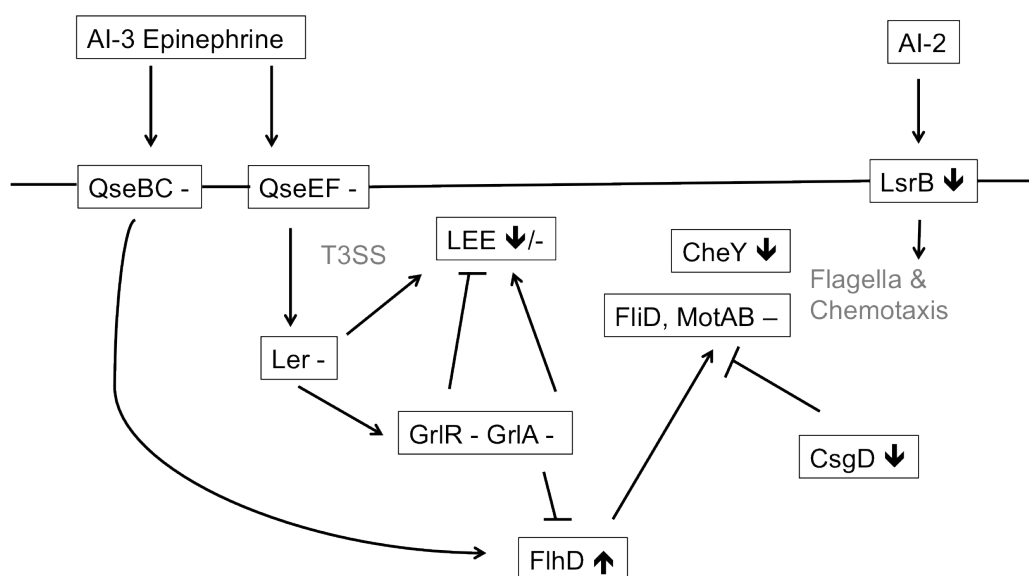 AI-3 Epinephrine
AI-2
QseBC -
QseEF -
LsrB ↓
T3SS
LEE ↓/-
CheY ↓
Flagella &
Chemotaxis
FliD, MotAB –
Ler -
GrlR - GrlA -
CsgD ↓
FlhD ↑